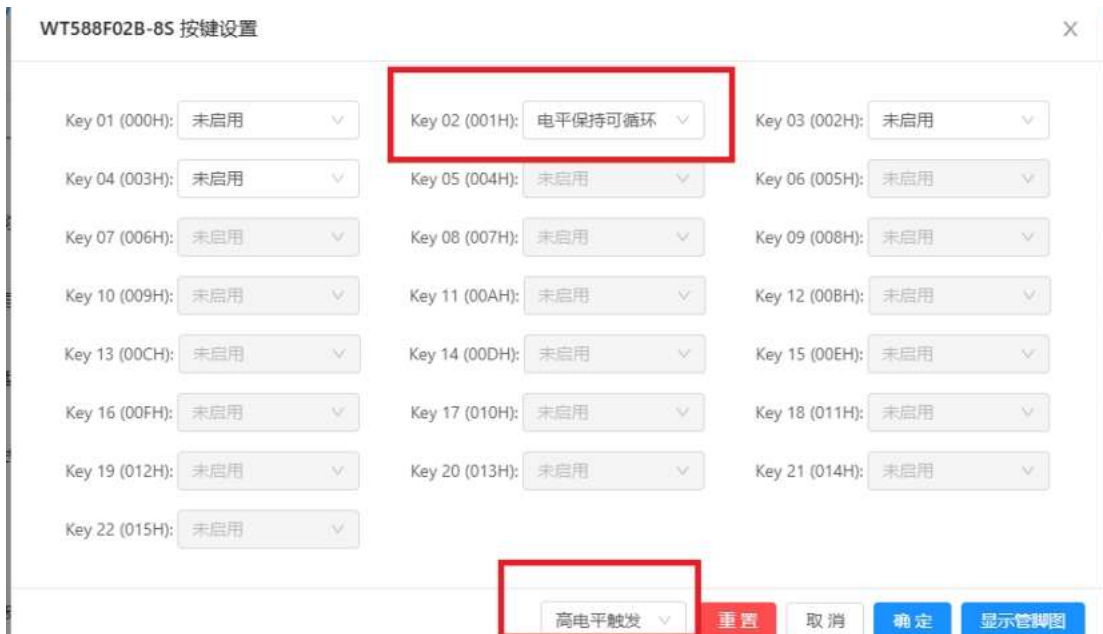 WT588F02B-8S 按键设置
Key 01 (000H): 未启用 Key 02 (001H): 电平保持可循环 Key 03 (002H): 未启用
Key 04 (003H): 未启用 Key 05 (004H): 未启用 Key 06 (005H): 未启用
Key 07 (006H): 未启用 Key 08 (007H): 未启用 Key 09 (008H): 未启用
Key 10 (009H): 未启用 Key 11 (00AH): 未启用 Key 12 (00BH): 未启用
Key 13 (00CH): 未启用 Key 14 (00DH): 未启用 Key 15 (00EH): 未启用
Key 16 (00FH): 未启用 Key 17 (010H): 未启用 Key 18 (011H): 未启用
Key 19 (012H): 未启用 Key 20 (013H): 未启用 Key 21 (014H): 未启用
Key 22 (015H): 未启用
高电平触发 重置 取消 确定 显示管脚图